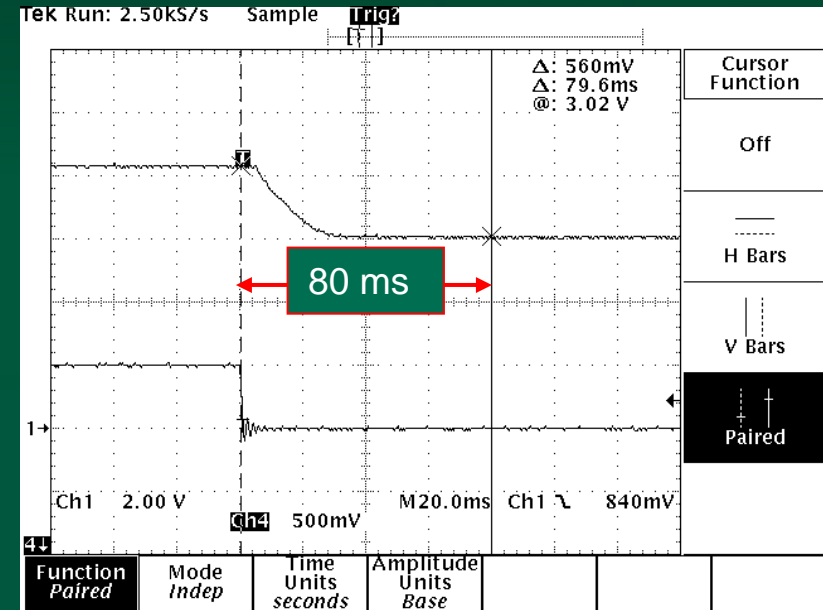 Tek Run: 2.50kS/s Sample Trig?
[ ]
T
Δ: 560mV
Δ: 79.6ms
@: 3.02 V
80 ms
1→
Ch1 2.00 V M20.0ms Ch1 840mV
Ch4 500mV
4↓
Cursor
Function
Off
H Bars
V Bars
Paired
Function
Paired
Mode
Indep
Time
Units
seconds
Amplitude
Units
Base